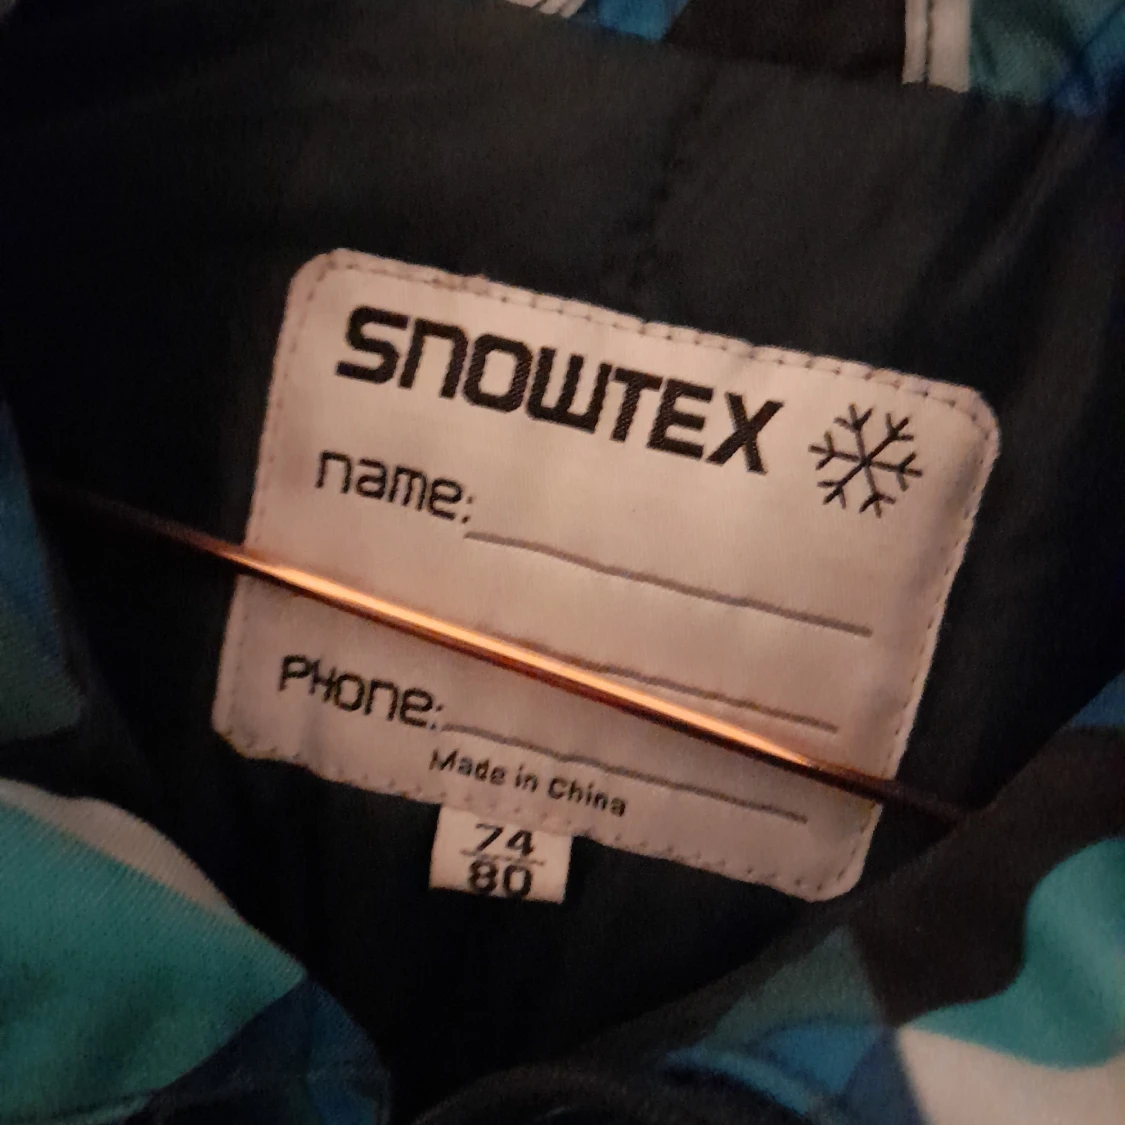 SNOWTEX
name:
PHone:
Made in China
74
80